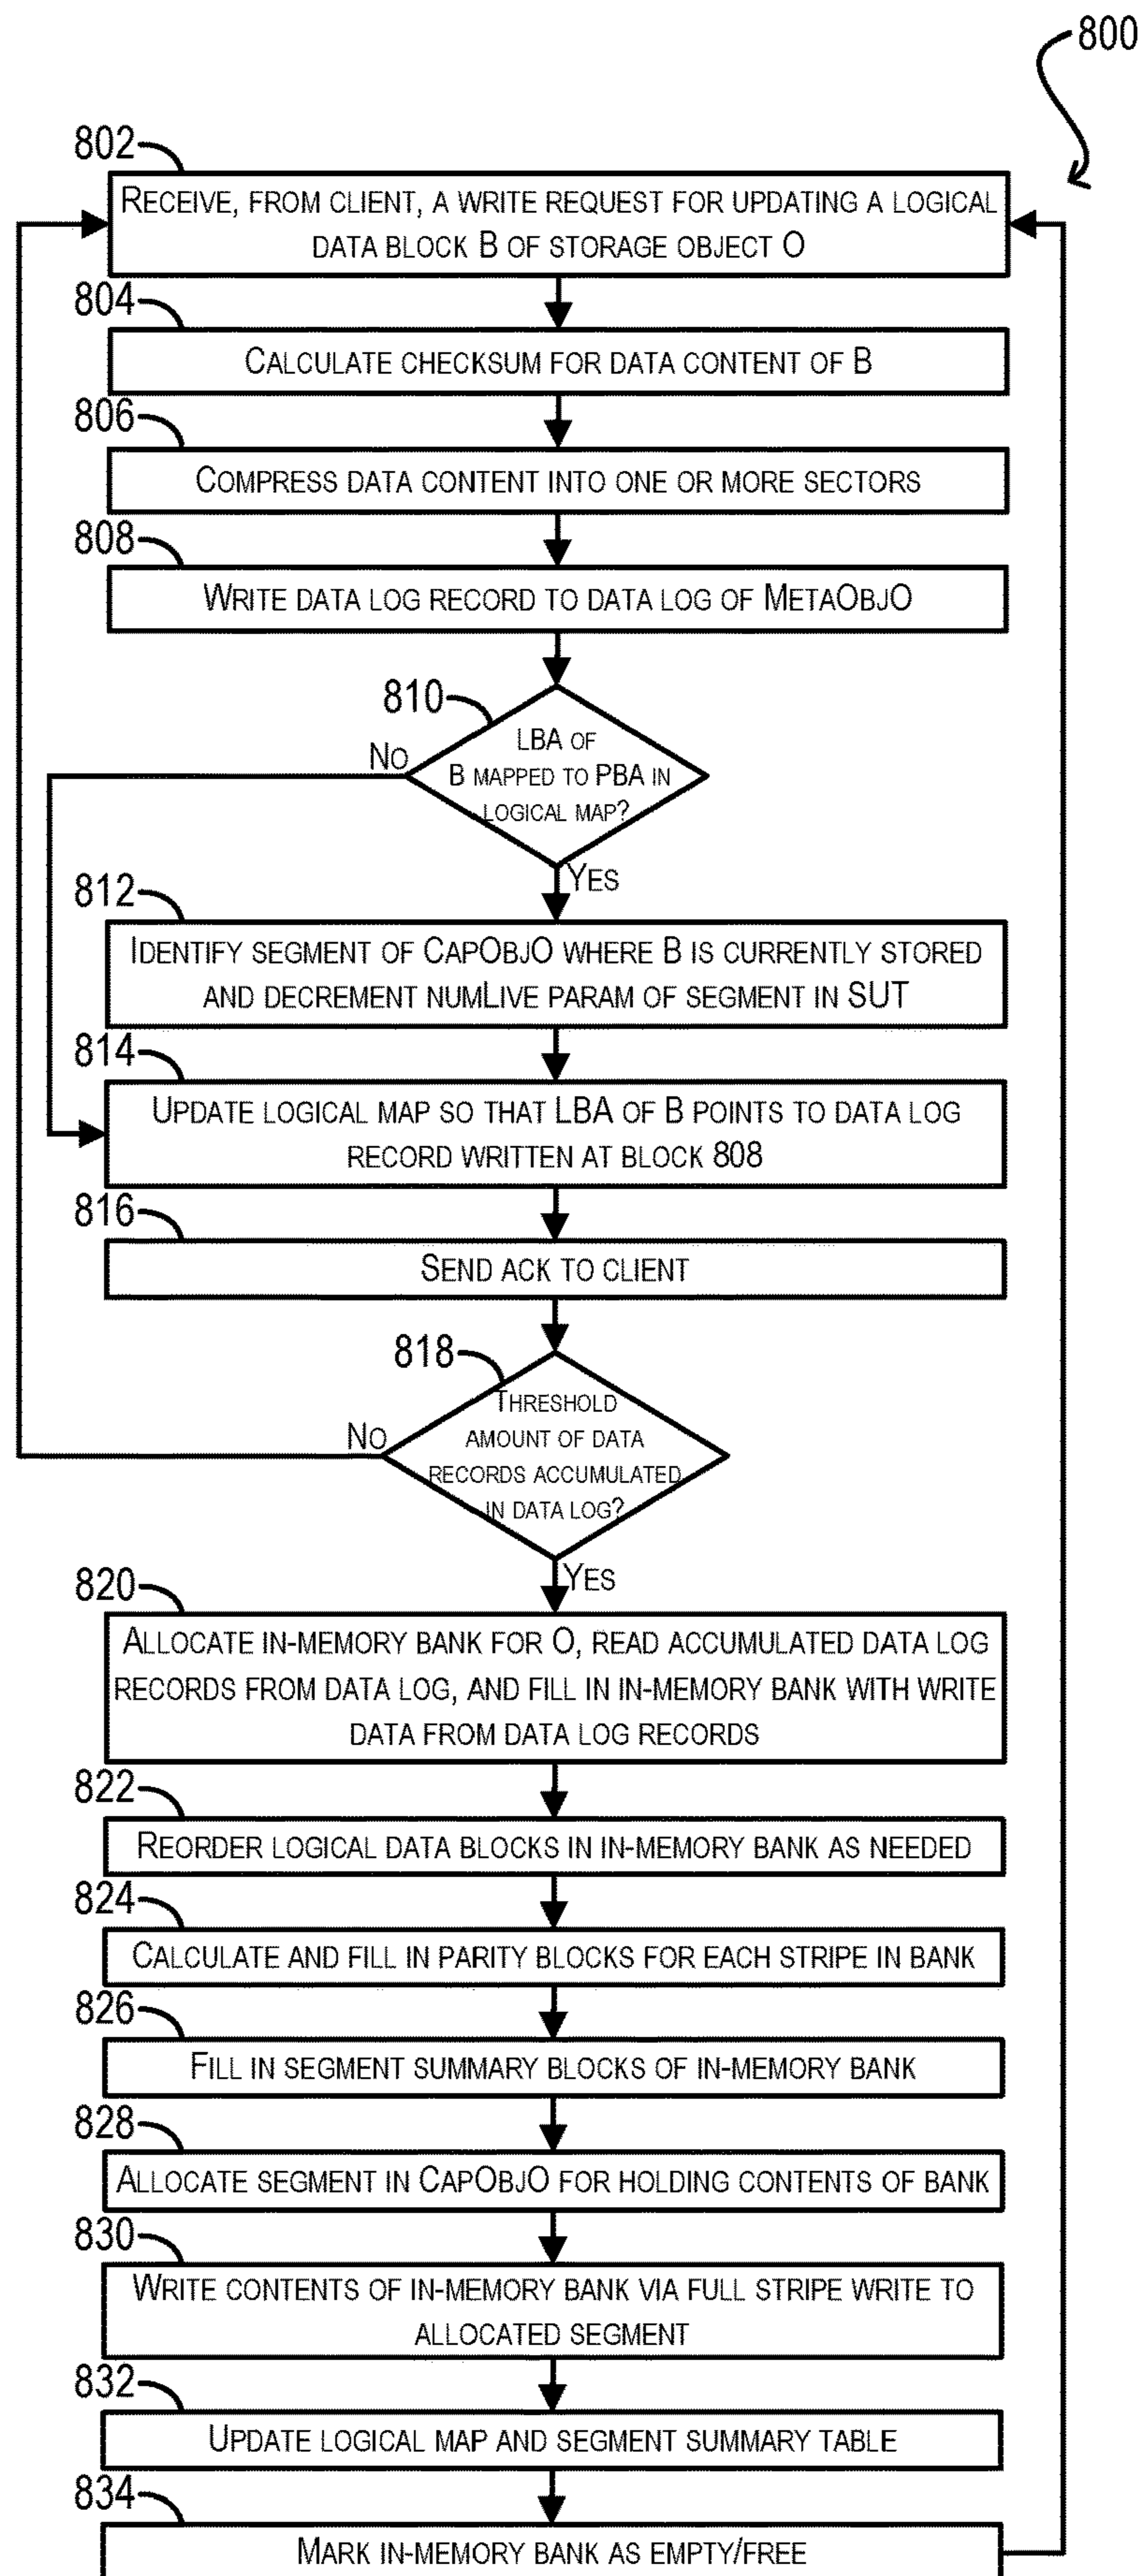 800
802
RECEIVE, FROM CLIENT, A WRITE REQUEST FOR UPDATING A LOGICAL
DATA BLOCK B OF STORAGE OBJECT O
804
CALCULATE CHECKSUM FOR DATA CONTENT OF B
806
COMPRESS DATA CONTENT INTO ONE OR MORE SECTORS
808
WRITE DATA LOG RECORD TO DATA LOG OF METAOBJO
810
LBA OF
B MAPPED TO PBA IN
LOGICAL MAP?
NO
YES
812
IDENTIFY SEGMENT OF CAPOBJO WHERE B IS CURRENTLY STORED
AND DECREMENT NUMLIVE PARAM OF SEGMENT IN SUT
814
UPDATE LOGICAL MAP SO THAT LBA OF B POINTS TO DATA LOG
RECORD WRITTEN AT BLOCK 808
816
SEND ACK TO CLIENT
818
THRESHOLD
AMOUNT OF DATA
RECORDS ACCUMULATED
IN DATA LOG?
NO
YES
820
ALLOCATE IN-MEMORY BANK FOR O, READ ACCUMULATED DATA LOG
RECORDS FROM DATA LOG, AND FILL IN IN-MEMORY BANK WITH WRITE
DATA FROM DATA LOG RECORDS
822
REORDER LOGICAL DATA BLOCKS IN IN-MEMORY BANK AS NEEDED
824
CALCULATE AND FILL IN PARITY BLOCKS FOR EACH STRIPE IN BANK
826
FILL IN SEGMENT SUMMARY BLOCKS OF IN-MEMORY BANK
828
ALLOCATE SEGMENT IN CAPOBJO FOR HOLDING CONTENTS OF BANK
830
WRITE CONTENTS OF IN-MEMORY BANK VIA FULL STRIPE WRITE TO
ALLOCATED SEGMENT
832
UPDATE LOGICAL MAP AND SEGMENT SUMMARY TABLE
834
MARK IN-MEMORY BANK AS EMPTY/FREE